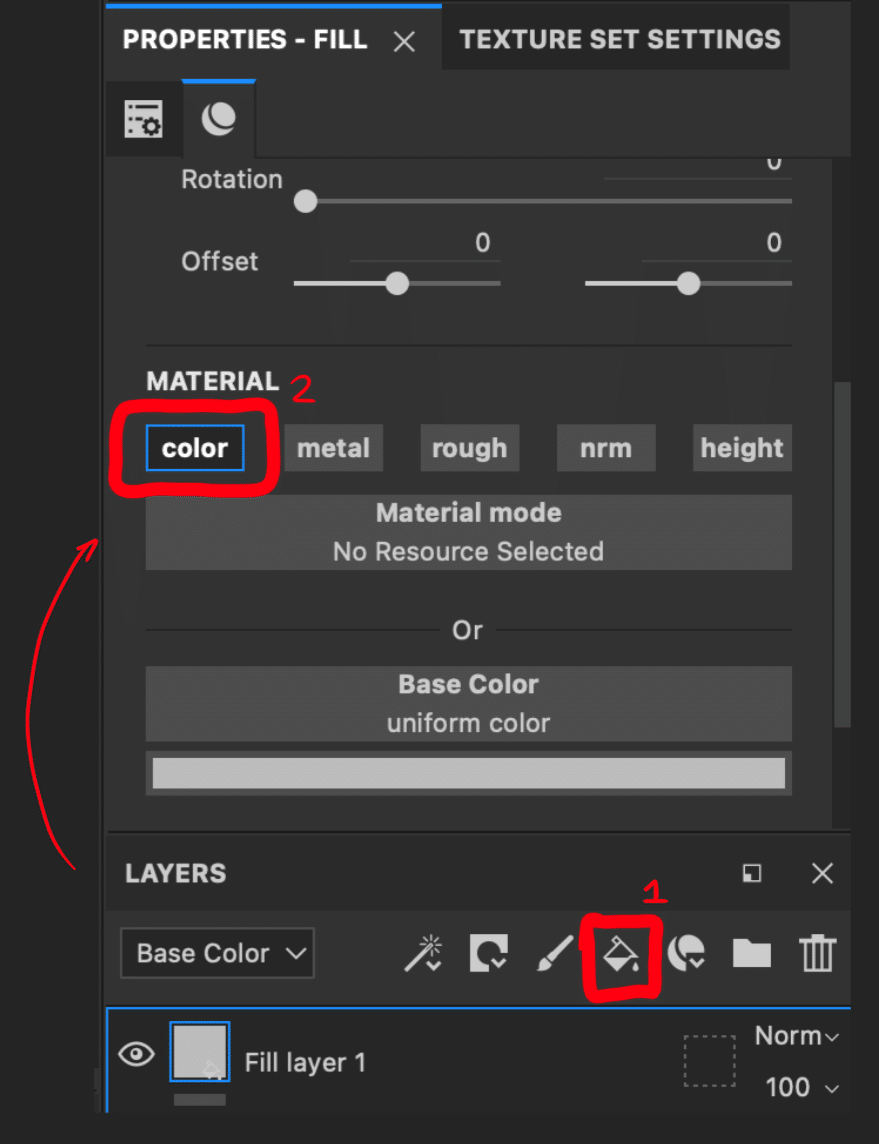 PROPERTIES - FILL TEXTURE SET SETTINGS
0
Rotation
0 0
Offset
MATERIAL 2
color metal rough nrm height
Material mode
No Resource Selected
Or
Base Color
uniform color
LAYERS
1
Base Color
Norm
Fill layer 1
100